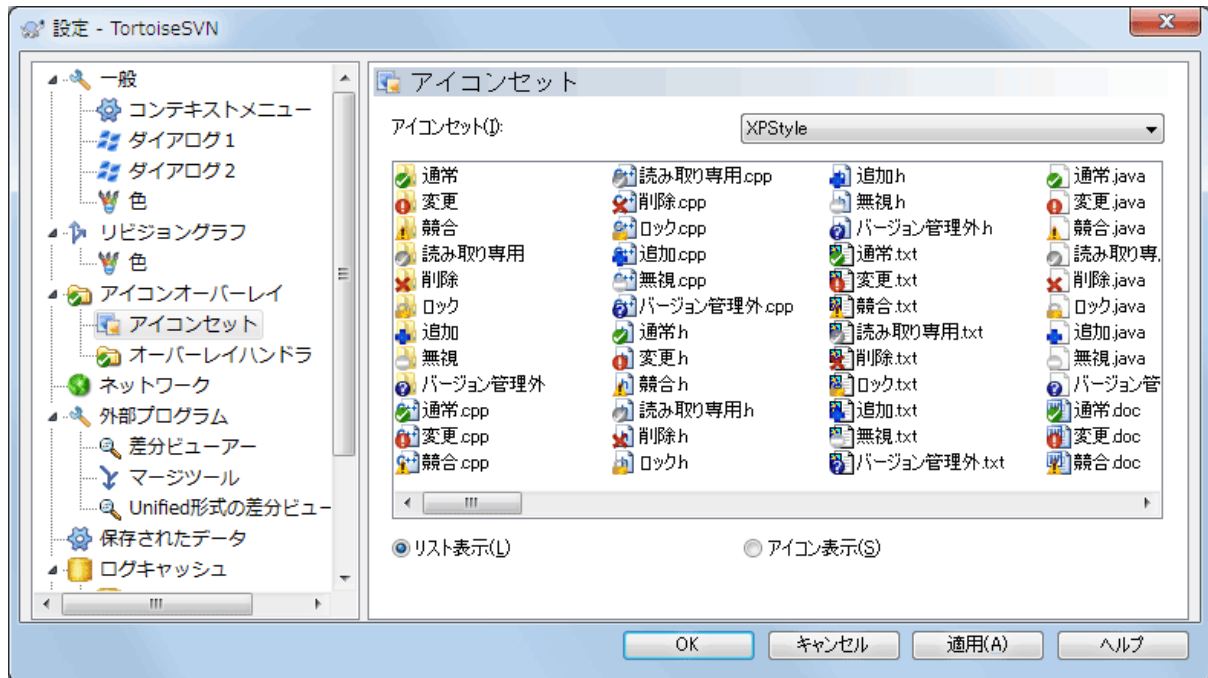 設定 - TortoiseSVN
一般
コンテキストメニュー
ダイアログ1
ダイアログ2
色
リビジョングラフ
色
アイコンオーバーレイ
アイコンセット
オーバーレイハンドラ
ネットワーク
外部プログラム
差分ビューアー
マージツール
Unified形式の差分ビュー
保存されたデータ
ログキャッシュ
アイコンセット
アイコンセット(I):
XPStyle
通常
変更
競合
読み取り専用
削除
ロック
追加
無視
バージョン管理外
通常.cpp
変更.cpp
競合.cpp
読み取り専用.cpp
削除.cpp
ロック.cpp
追加.cpp
無視.cpp
バージョン管理外.cpp
通常.h
変更.h
競合.h
読み取り専用.h
削除.h
ロック.h
追加.h
無視.h
バージョン管理外.h
通常.txt
変更.txt
競合.txt
読み取り専用.txt
削除.txt
ロック.txt
追加.txt
無視.txt
バージョン管理外.txt
通常.java
変更.java
競合.java
読み取り専.
削除.java
ロック.java
追加.java
無視.java
バージョン管
通常.doc
変更.doc
競合.doc
リスト表示(L)
アイコン表示(S)
OK
キャンセル
適用(A)
ヘルプ